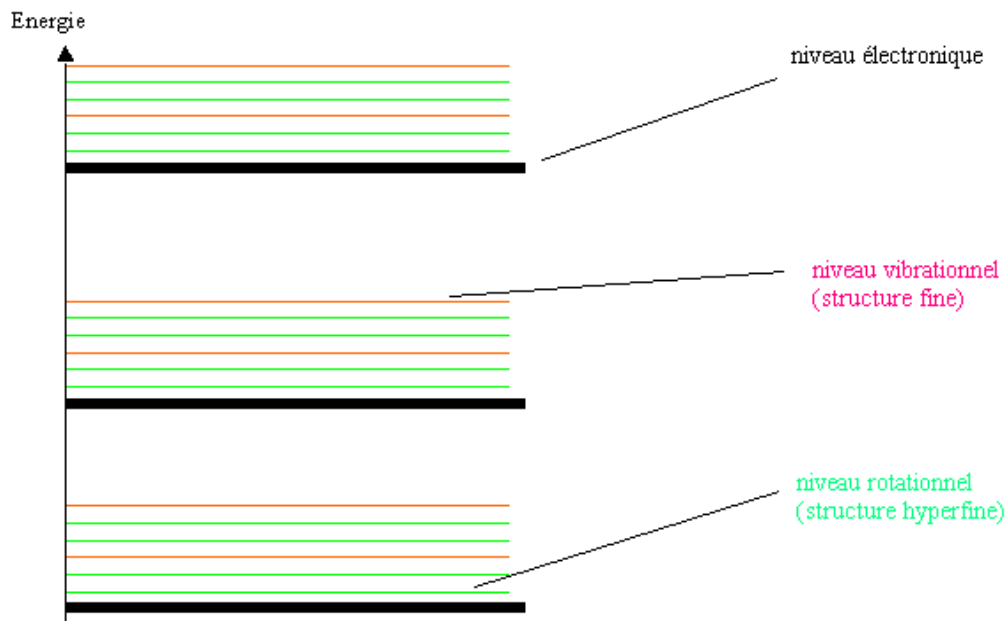 Energie
niveau électronique
niveau vibrationnel
(structure fine)
niveau rotationnel
(structure hyperfine)